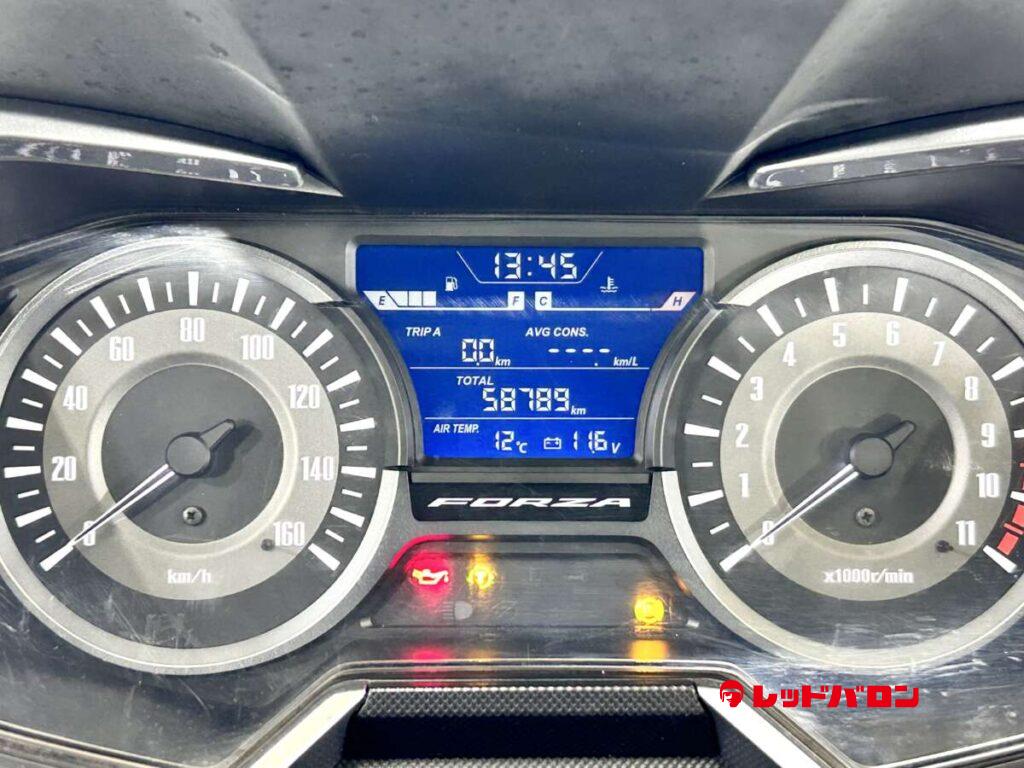 13:45
E F C H
TRIP A AVG CONS.
0.0 km --.-- km/L
TOTAL
58789 km
AIR TEMP. 12°C 11.6 V
FORZA
0 20 40 60 80 100 120 140 160
km/h
0 1 2 3 4 5 6 7 8 9 10 11
x1000r/min
レッドバロン